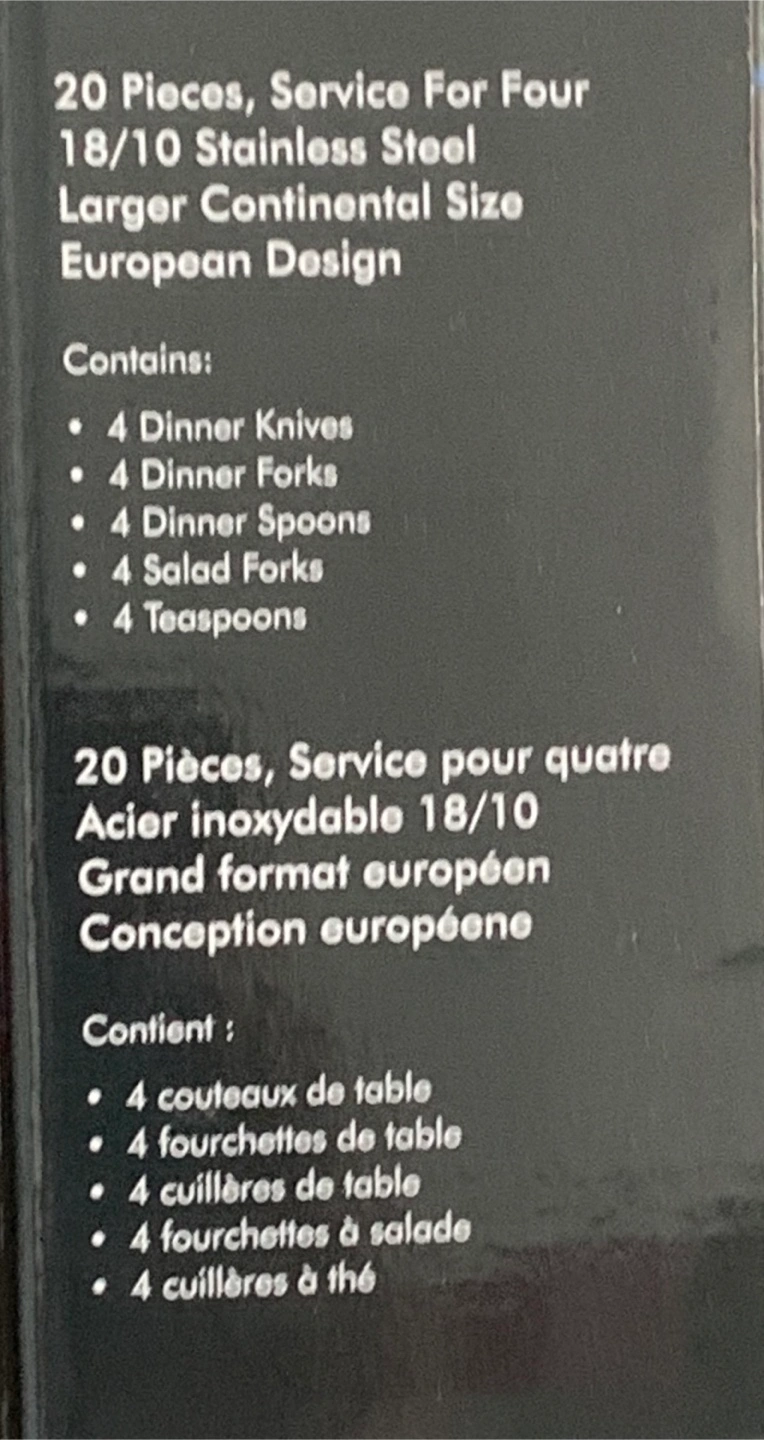 20 Pieces, Service For Four
18/10 Stainless Steel
Larger Continental Size
European Design
Contains:
• 4 Dinner Knives
• 4 Dinner Forks
• 4 Dinner Spoons
• 4 Salad Forks
• 4 Teaspoons
20 Pièces, Service pour quatre
Acier inoxydable 18/10
Grand format européen
Conception européene
Contient :
• 4 couteaux de table
• 4 fourchettes de table
• 4 cuillères de table
• 4 fourchettes à salade
• 4 cuillères à thé